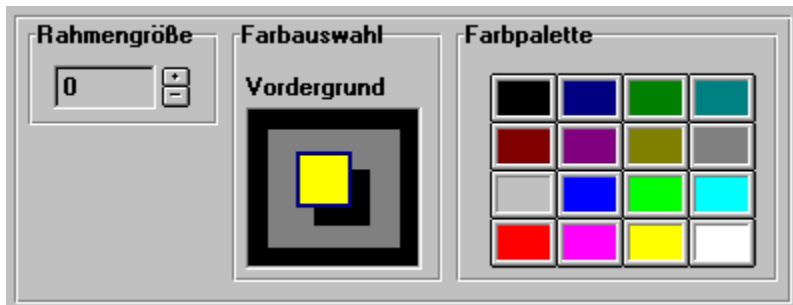 Rahmengröße
Farbauswahl
Farbpalette
0
+
−
Vordergrund